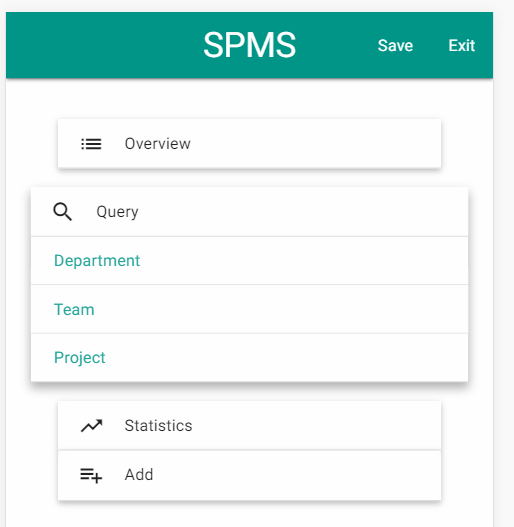 SPMS Save Exit
Overview
Query
Department
Team
Project
Statistics
Add